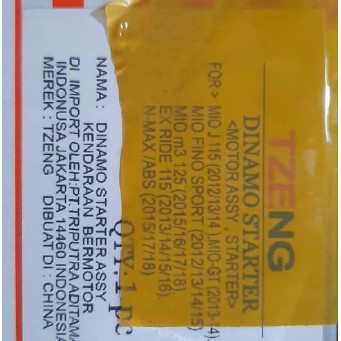 TZENG
DINAMO STARTER
<MOTOR ASSY , STARTER>
FOR > MIO J 115 (2012/13/14 ,MIO-GT (2013-14).
MIO FINO SPORT (2012/13/14/15)
MIO m3 125 (2015/16/17/18)
EX RIDE 115 (2013/14/15/16).
N-MAX /ABS (2015/17/18)
QTY: 1 pc
NAMA : DINAMO STARTER ASSY
KENDARAAN BERMOTOR
DI IMPORT OLEH:PT.TRIPUTRA ADITAMA
INDONUSA JAKARTA 14460 INDONESIA
MEREK : TZENG DIBUAT DI : CHINA